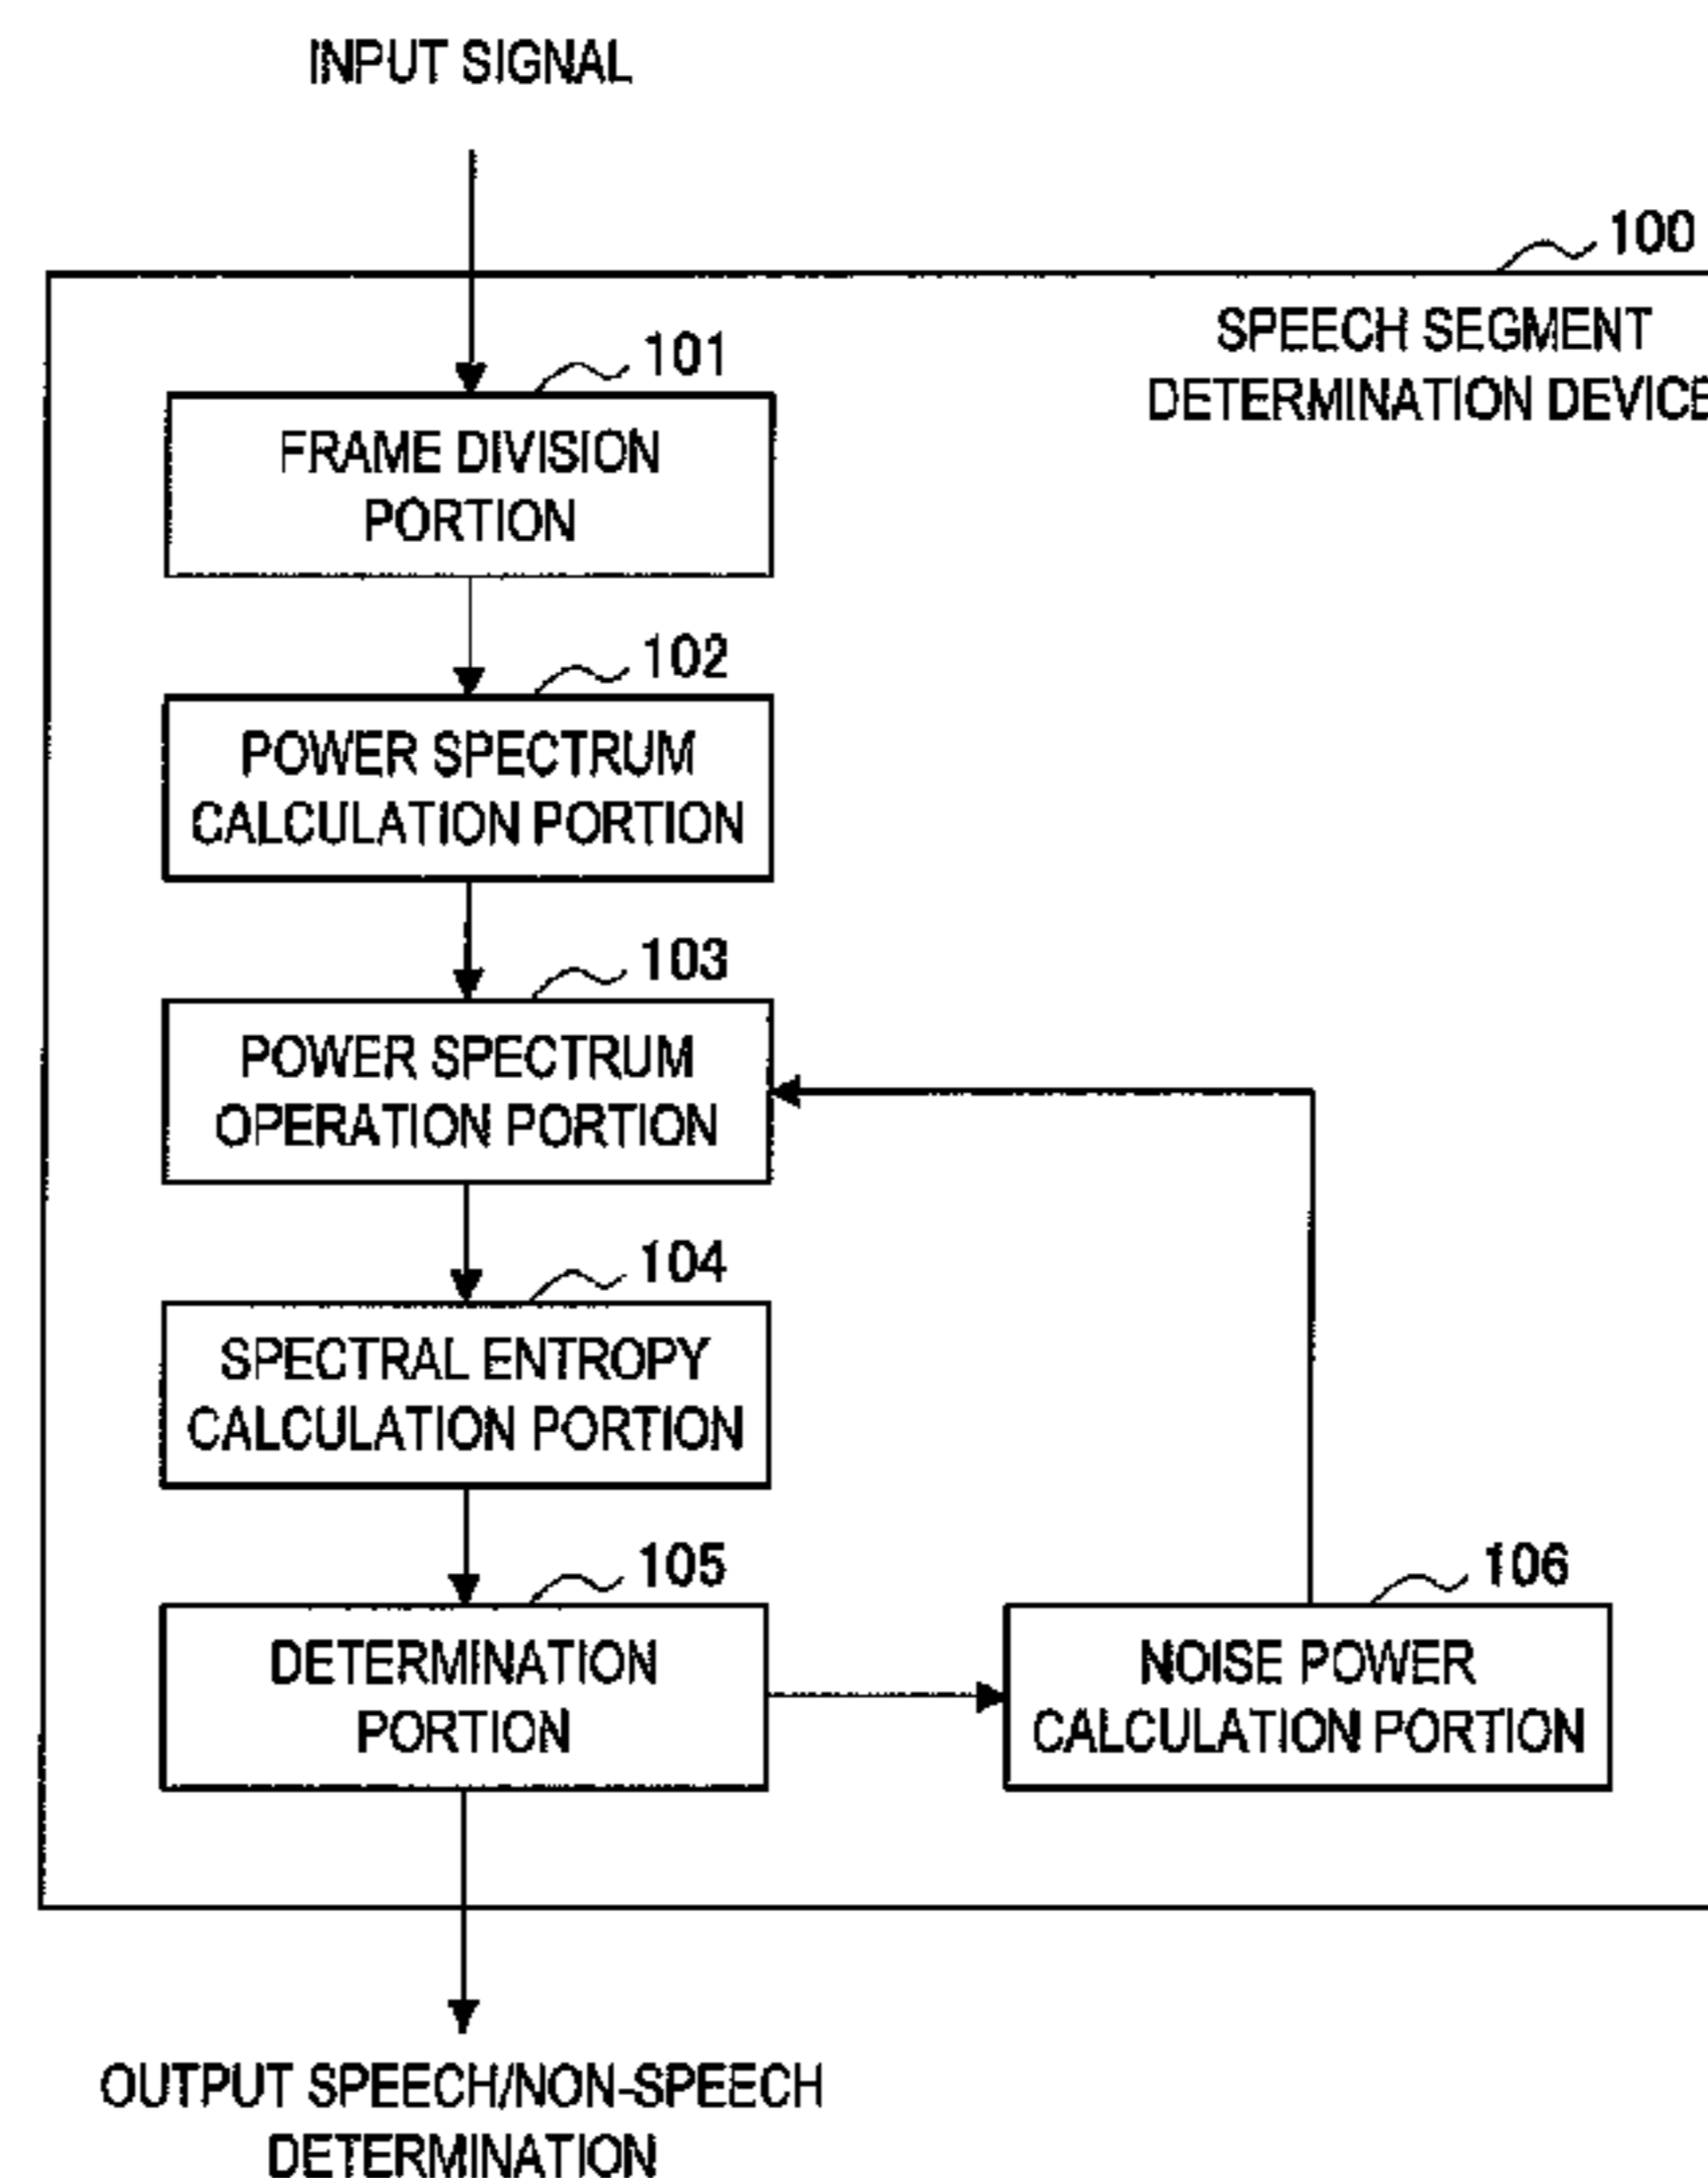 INPUT SIGNAL
100
SPEECH SEGMENT
DETERMINATION DEVICE
101
FRAME DIVISION
PORTION
102
POWER SPECTRUM
CALCULATION PORTION
103
POWER SPECTRUM
OPERATION PORTION
104
SPECTRAL ENTROPY
CALCULATION PORTION
105
DETERMINATION
PORTION
106
NOISE POWER
CALCULATION PORTION
OUTPUT SPEECH/NON-SPEECH
DETERMINATION